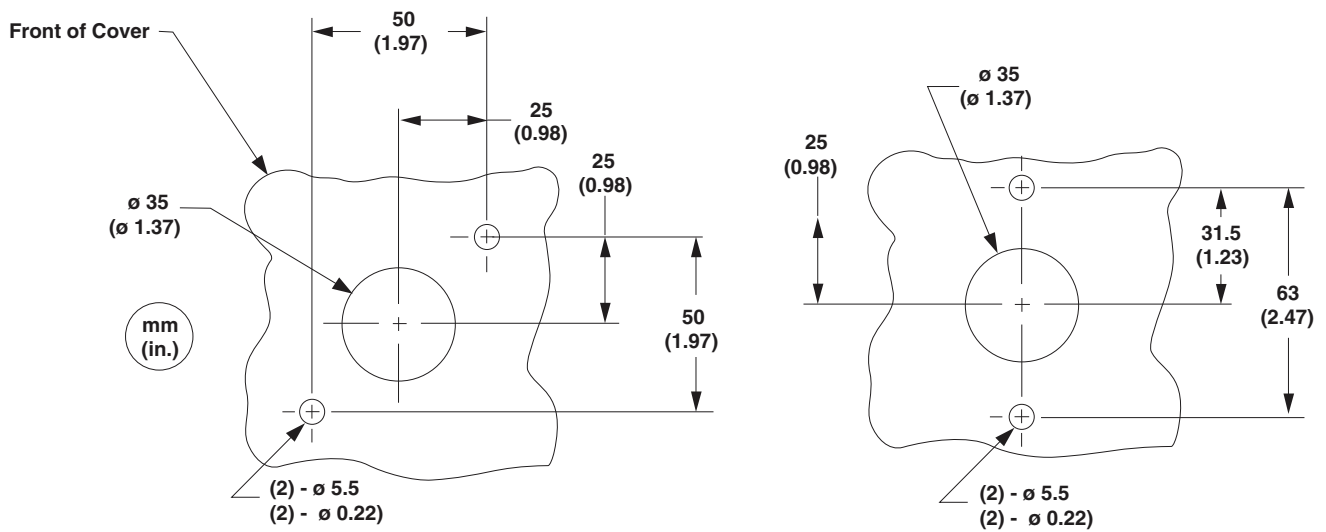 Front of Cover
50
(1.97)
25
(0.98)
25
(0.98)
ø 35
(ø 1.37)
mm
(in.)
50
(1.97)
(2) - ø 5.5
(2) - ø 0.22)
ø 35
(ø 1.37)
25
(0.98)
31.5
(1.23)
63
(2.47)
(2) - ø 5.5
(2) - ø 0.22)